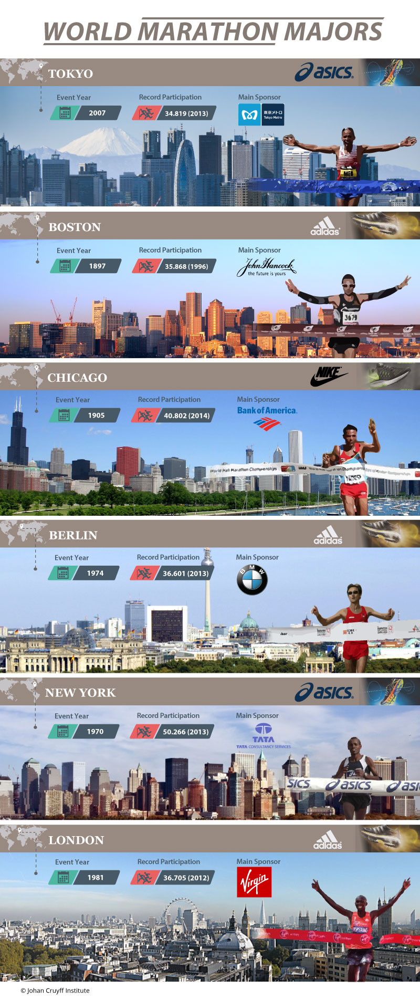 WORLD MARATHON MAJORS
TOKYO
asics
Event Year
Record Participation
Main Sponsor
2007
34.819 (2013)
東京メトロ
Tokyo Metro
MEB
BOSTON
adidas
Event Year
Record Participation
Main Sponsor
1897
35.868 (1996)
John Hancock
the future is yours
3679
CHICAGO
NIKE
Event Year
Record Participation
Main Sponsor
1905
40.802 (2014)
Bank of America
World Half Marathon Championships
BERLIN
adidas
Event Year
Record Participation
Main Sponsor
1974
36.601 (2013)
BMW
NEW YORK
asics
Event Year
Record Participation
Main Sponsor
1970
50.266 (2013)
TATA
TATA CONSULTANCY SERVICES
SICS asics asi
LONDON
adidas
Event Year
Record Participation
Main Sponsor
1981
36.705 (2012)
Virgin
© Johan Cruyff Institute